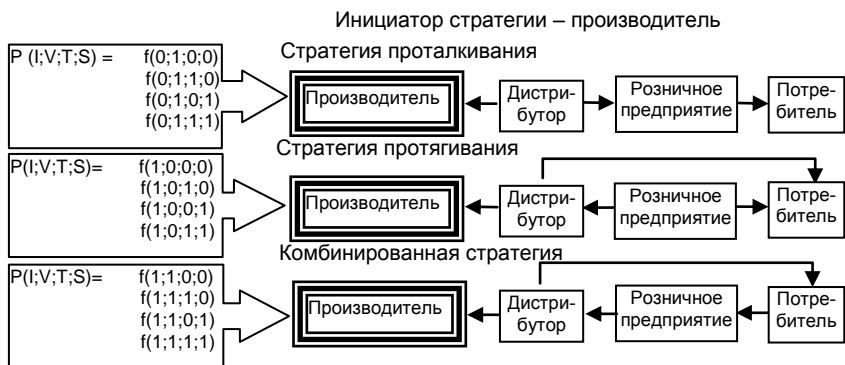 Инициатор стратегии – производитель
Стратегия проталкивания
P (I;V;T;S) = f(0;1;0;0)
f(0;1;1;0)
f(0;1;0;1)
f(0;1;1;1)
Производитель
Дистри-
бутор
Розничное
предприятие
Потре-
битель
Стратегия протягивания
P(I;V;T;S)= f(1;0;0;0)
f(1;0;1;0)
f(1;0;0;1)
f(1;0;1;1)
Производитель
Дистри-
бутор
Розничное
предприятие
Потре-
битель
Комбинированная стратегия
P(I;V;T;S)= f(1;1;0;0)
f(1;1;1;0)
f(1;1;0;1)
f(1;1;1;1)
Производитель
Дистри-
бутор
Розничное
предприятие
Потре-
битель